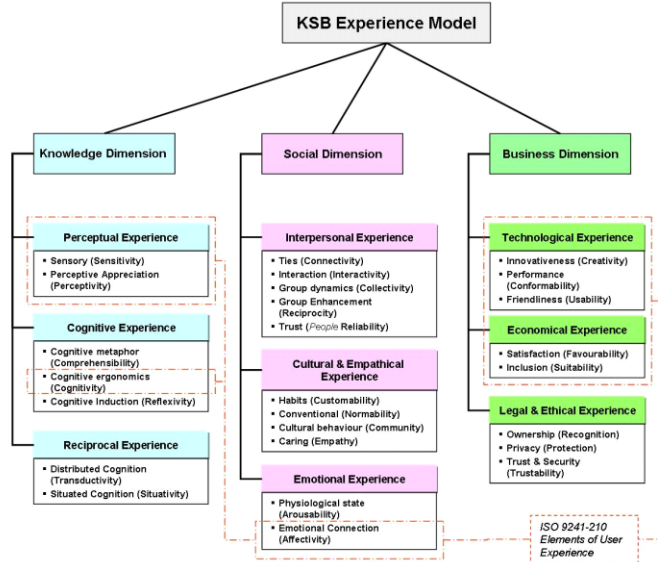 KSB Experience Model
Knowledge Dimension
Perceptual Experience
▪ Sensory (Sensitivity)
▪ Perceptive Appreciation
(Perceptivity)
Cognitive Experience
▪ Cognitive metaphor
(Comprehensibility)
▪ Cognitive ergonomics
(Cognitivity)
▪ Cognitive Induction (Reflexivity)
Reciprocal Experience
▪ Distributed Cognition
(Transductivity)
▪ Situated Cognition (Situativity)
Social Dimension
Interpersonal Experience
▪ Ties (Connectivity)
▪ Interaction (Interactivity)
▪ Group dynamics (Collectivity)
▪ Group Enhancement
(Reciprocity)
▪ Trust (People Reliability)
Cultural & Empathical
Experience
▪ Habits (Customability)
▪ Conventional (Normability)
▪ Cultural behaviour (Community)
▪ Caring (Empathy)
Emotional Experience
▪ Physiological state
(Arousability)
▪ Emotional Connection
(Affectivity)
Business Dimension
Technological Experience
▪ Innovativeness (Creativity)
▪ Performance
(Conformability)
▪ Friendliness (Usability)
Economical Experience
▪ Satisfaction (Favourability)
▪ Inclusion (Suitability)
Legal & Ethical Experience
▪ Ownership (Recognition)
▪ Privacy (Protection)
▪ Trust & Security
(Trustability)
ISO 9241-210
Elements of User
Experience